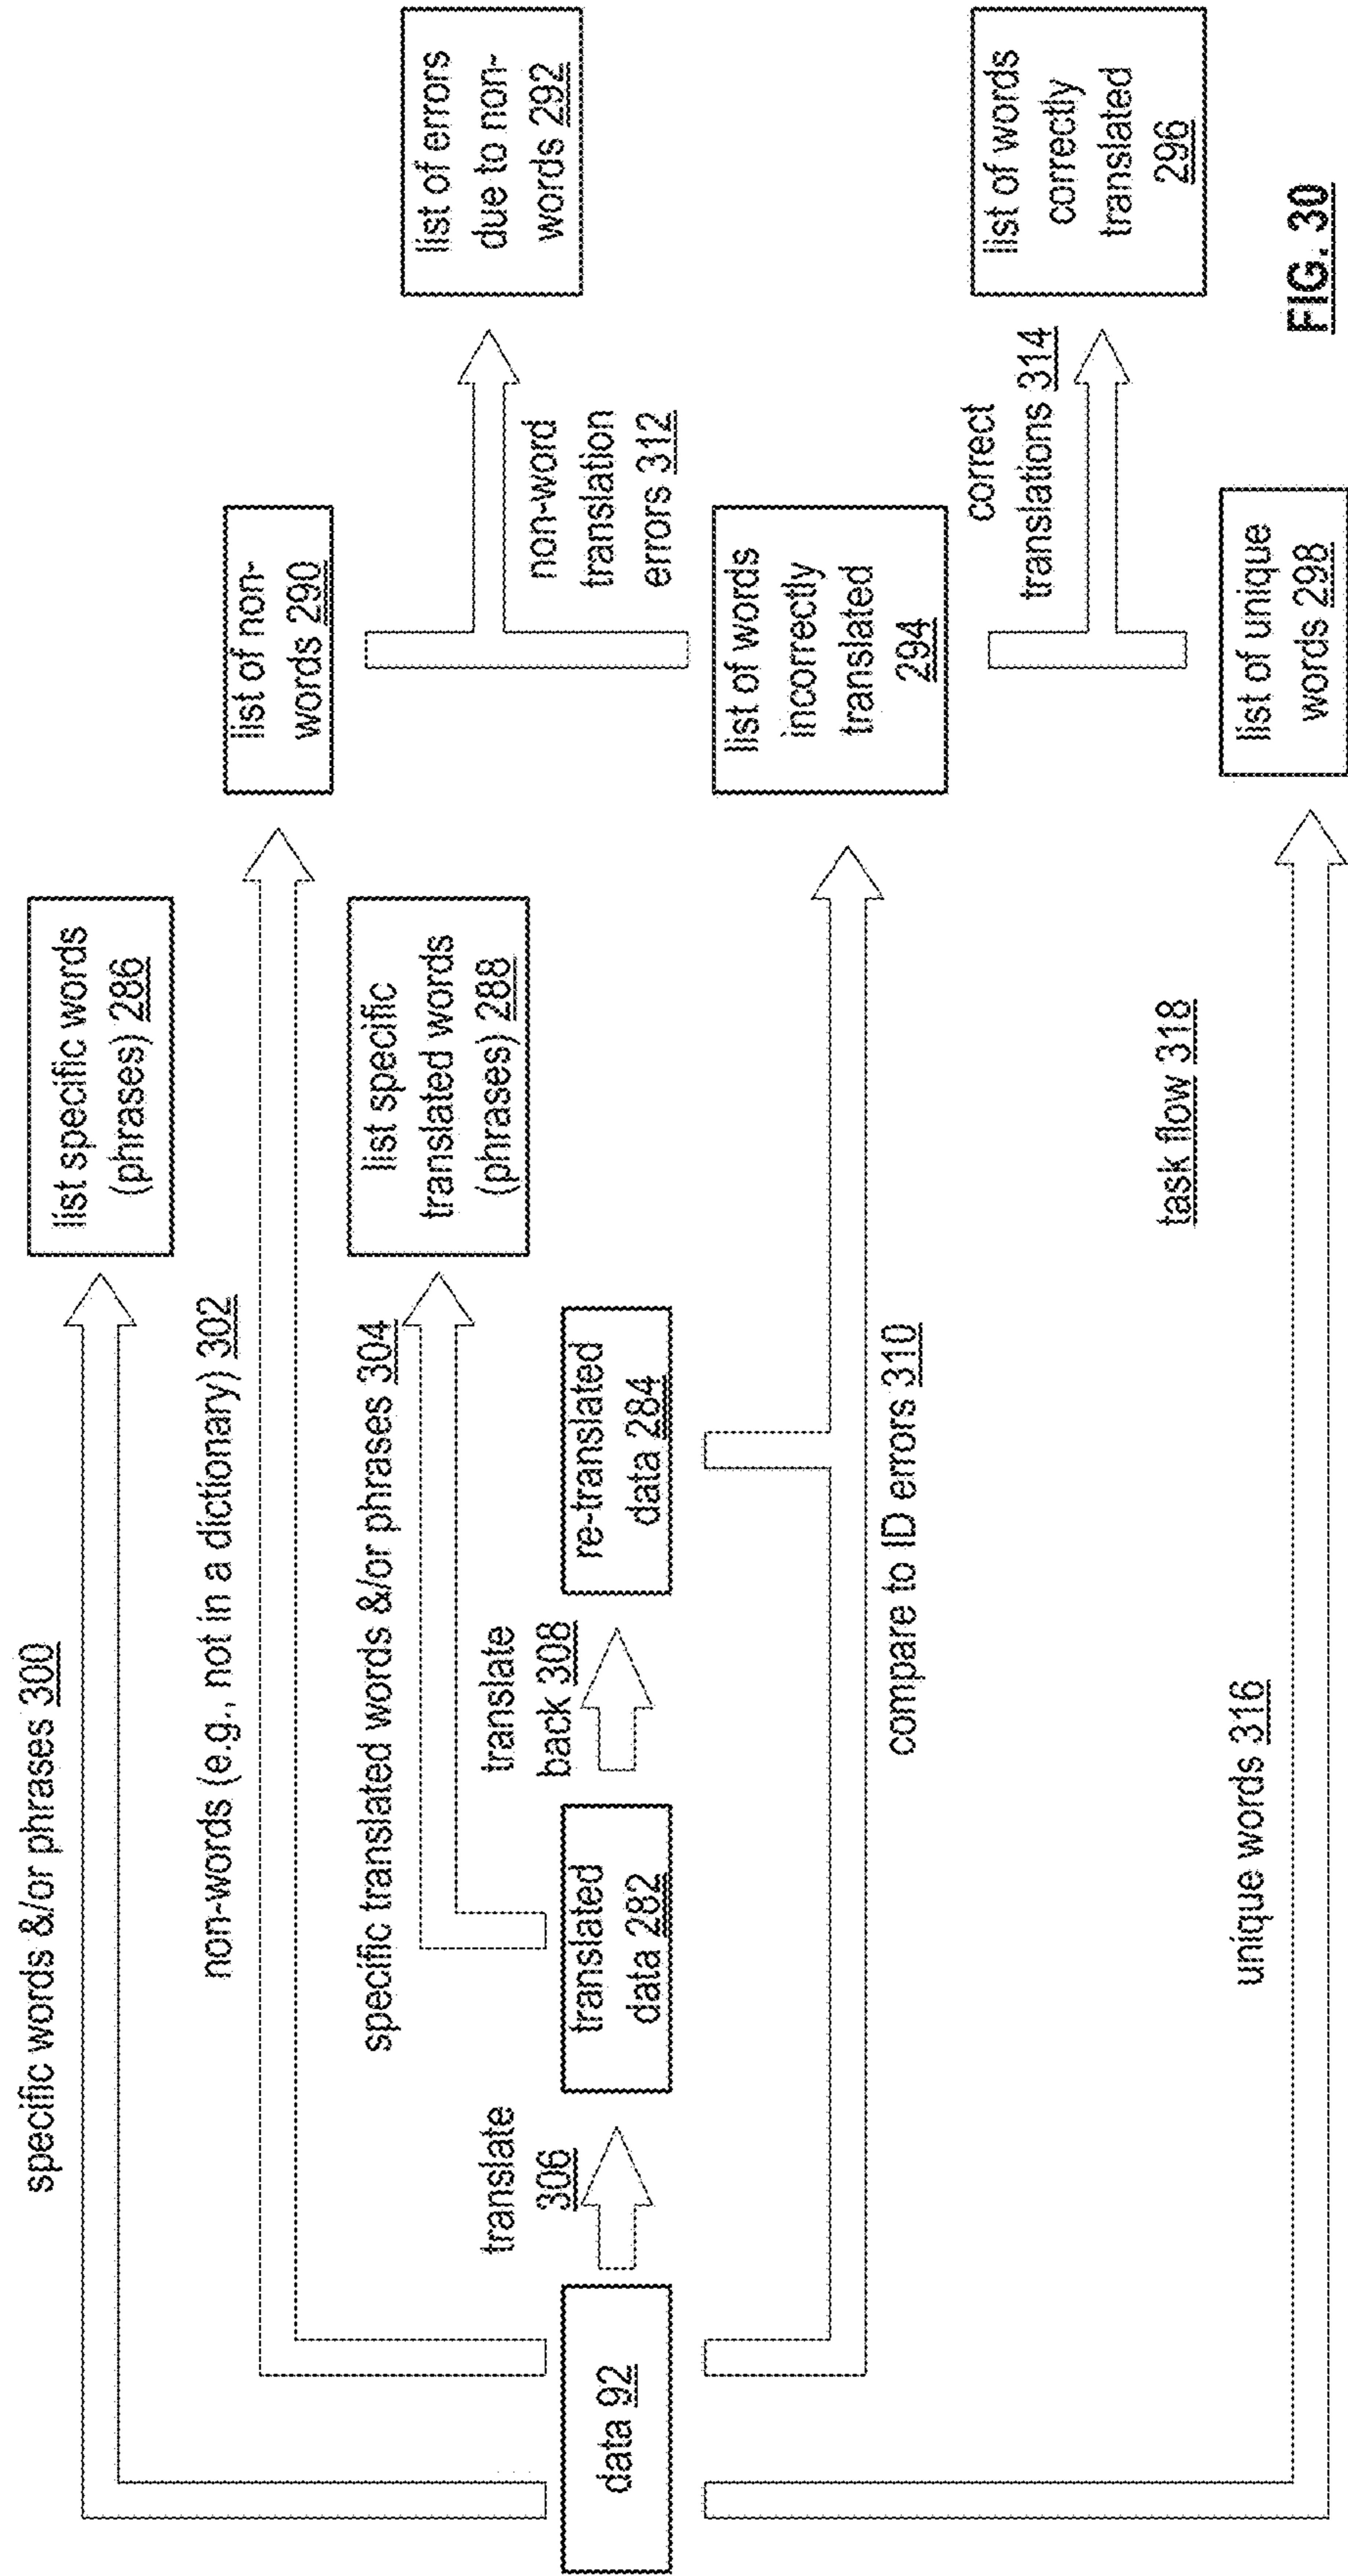 specific words &/or phrases 300
list specific words
(phrases) 286
non-words (e.g., not in a dictionary) 302
list of non-
words 290
specific translated words &/or phrases 304
list specific
translated words
(phrases) 288
list of errors
due to non-
words 292
non-word
translation
errors 312
translate
306
translate
back 308
data 92
translated
data 282
re-translated
data 284
list of words
incorrectly
translated
294
compare to ID errors 310
correct
translations 314
list of words
correctly
translated
296
task flow 318
unique words 316
list of unique
words 298
FIG. 30